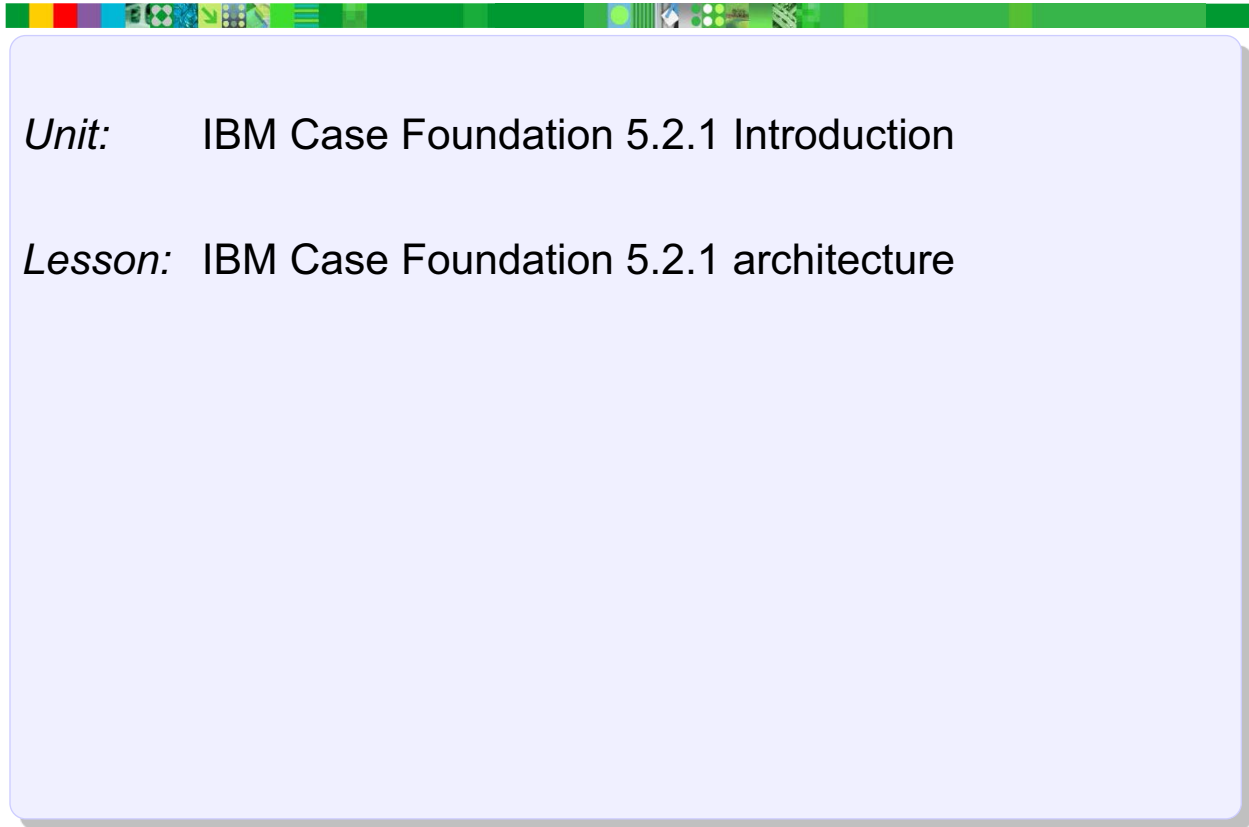 Unit: IBM Case Foundation 5.2.1 Introduction
Lesson: IBM Case Foundation 5.2.1 architecture